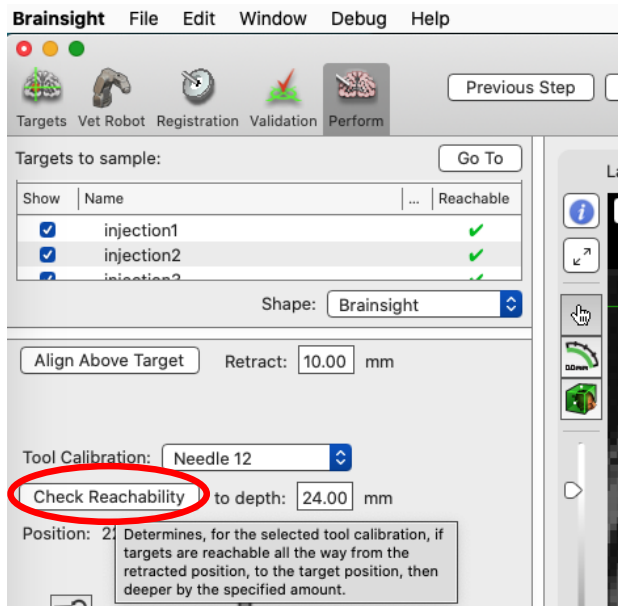 Brainsight File Edit Window Debug Help
Previous Step
Targets Vet Robot Registration Validation Perform
Targets to sample:
Go To
Show Name ... Reachable
injection1
injection2
Shape: Brainsight
Align Above Target Retract: 10.00 mm
Tool Calibration: Needle 12
Check Reachability to depth: 24.00 mm
Position:
Determines, for the selected tool calibration, if
targets are reachable all the way from the
retracted position, to the target position, then
deeper by the specified amount.